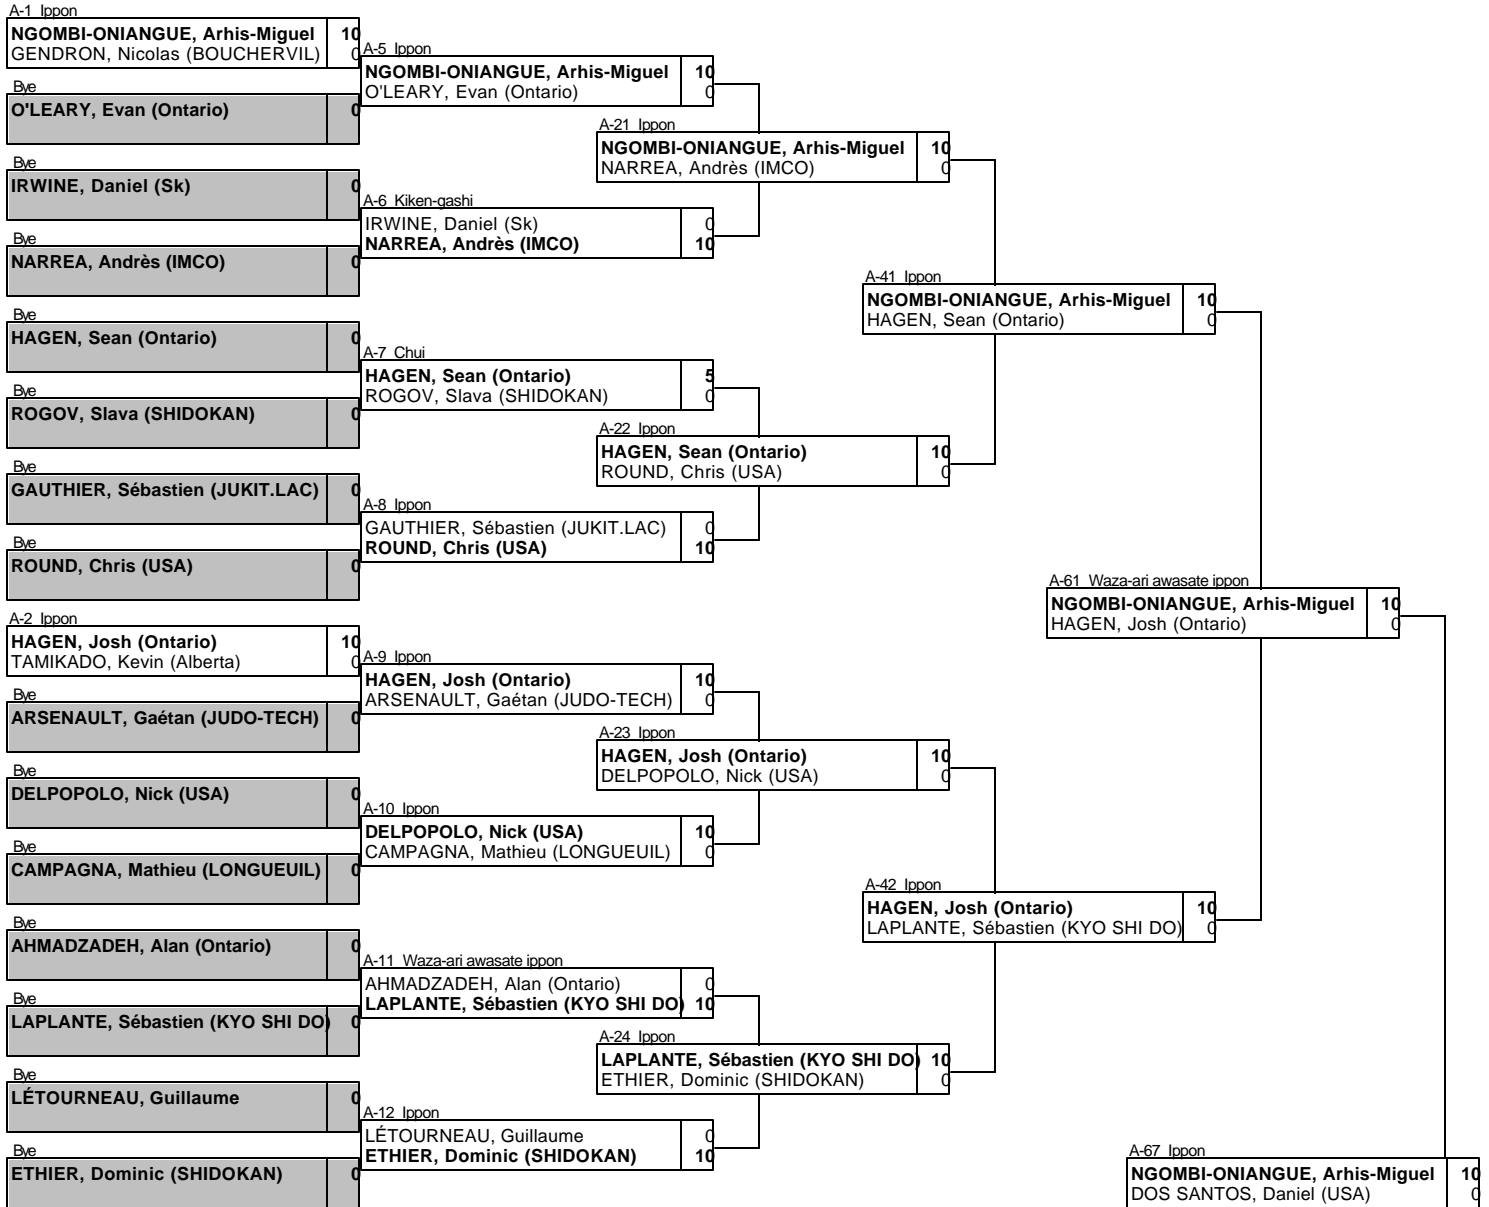 A-1 Ippon
NGOMBI-ONIANGUE, Arhis-Miguel 10
GENDRON, Nicolas (BOUCHERVIL) 0
Bye
O'LEARY, Evan (Ontario) 0
Bye
IRWINE, Daniel (Sk) 0
Bye
NARREA, Andrès (IMCO) 0
Bye
HAGEN, Sean (Ontario) 0
Bye
ROGOV, Slava (SHIDOKAN) 0
Bye
GAUTHIER, Sébastien (JUKIT.LAC) 0
Bye
ROUND, Chris (USA) 0
A-2 Ippon
HAGEN, Josh (Ontario) 10
TAMIKADO, Kevin (Alberta) 0
Bye
ARSENAULT, Gaétan (JUDO-TECH) 0
Bye
DELPOPOLO, Nick (USA) 0
Bye
CAMPAGNA, Mathieu (LONGUEUIL) 0
Bye
AHMADZADEH, Alan (Ontario) 0
Bye
LAPLANTE, Sébastien (KYO SHI DO) 0
Bye
LÉTOURNEAU, Guillaume 0
Bye
ETHIER, Dominic (SHIDOKAN) 0
A-5 Ippon
NGOMBI-ONIANGUE, Arhis-Miguel 10
O'LEARY, Evan (Ontario) 0
A-6 Kiken-gashi
IRWINE, Daniel (Sk) 0
NARREA, Andrès (IMCO) 10
A-7 Chui
HAGEN, Sean (Ontario) 5
ROGOV, Slava (SHIDOKAN) 0
A-8 Ippon
GAUTHIER, Sébastien (JUKIT.LAC) 0
ROUND, Chris (USA) 10
A-9 Ippon
HAGEN, Josh (Ontario) 10
ARSENAULT, Gaétan (JUDO-TECH) 0
A-10 Ippon
DELPOPOLO, Nick (USA) 10
CAMPAGNA, Mathieu (LONGUEUIL) 0
A-11 Waza-ari awasate ippon
AHMADZADEH, Alan (Ontario) 0
LAPLANTE, Sébastien (KYO SHI DO) 10
A-12 Ippon
LÉTOURNEAU, Guillaume 0
ETHIER, Dominic (SHIDOKAN) 10
A-21 Ippon
NGOMBI-ONIANGUE, Arhis-Miguel 10
NARREA, Andrès (IMCO) 0
A-22 Ippon
HAGEN, Sean (Ontario) 10
ROUND, Chris (USA) 0
A-23 Ippon
HAGEN, Josh (Ontario) 10
DELPOPOLO, Nick (USA) 0
A-24 Ippon
LAPLANTE, Sébastien (KYO SHI DO) 10
ETHIER, Dominic (SHIDOKAN) 0
A-41 Ippon
NGOMBI-ONIANGUE, Arhis-Miguel 10
HAGEN, Sean (Ontario) 0
A-42 Ippon
HAGEN, Josh (Ontario) 10
LAPLANTE, Sébastien (KYO SHI DO) 0
A-61 Waza-ari awasate ippon
NGOMBI-ONIANGUE, Arhis-Miguel 10
HAGEN, Josh (Ontario) 0
A-67 Ippon
NGOMBI-ONIANGUE, Arhis-Miguel 10
DOS SANTOS, Daniel (USA) 0